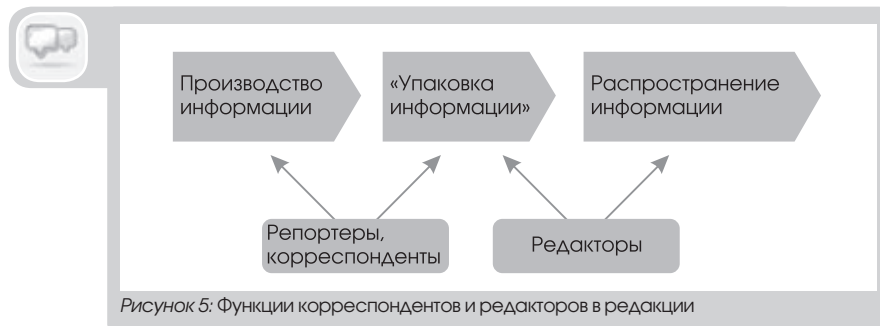 Производство
информации
«Упаковка
информации»
Распространение
информации
Репортеры,
корреспонденты
Редакторы
Рисунок 5: Функции корреспондентов и редакторов в редакции